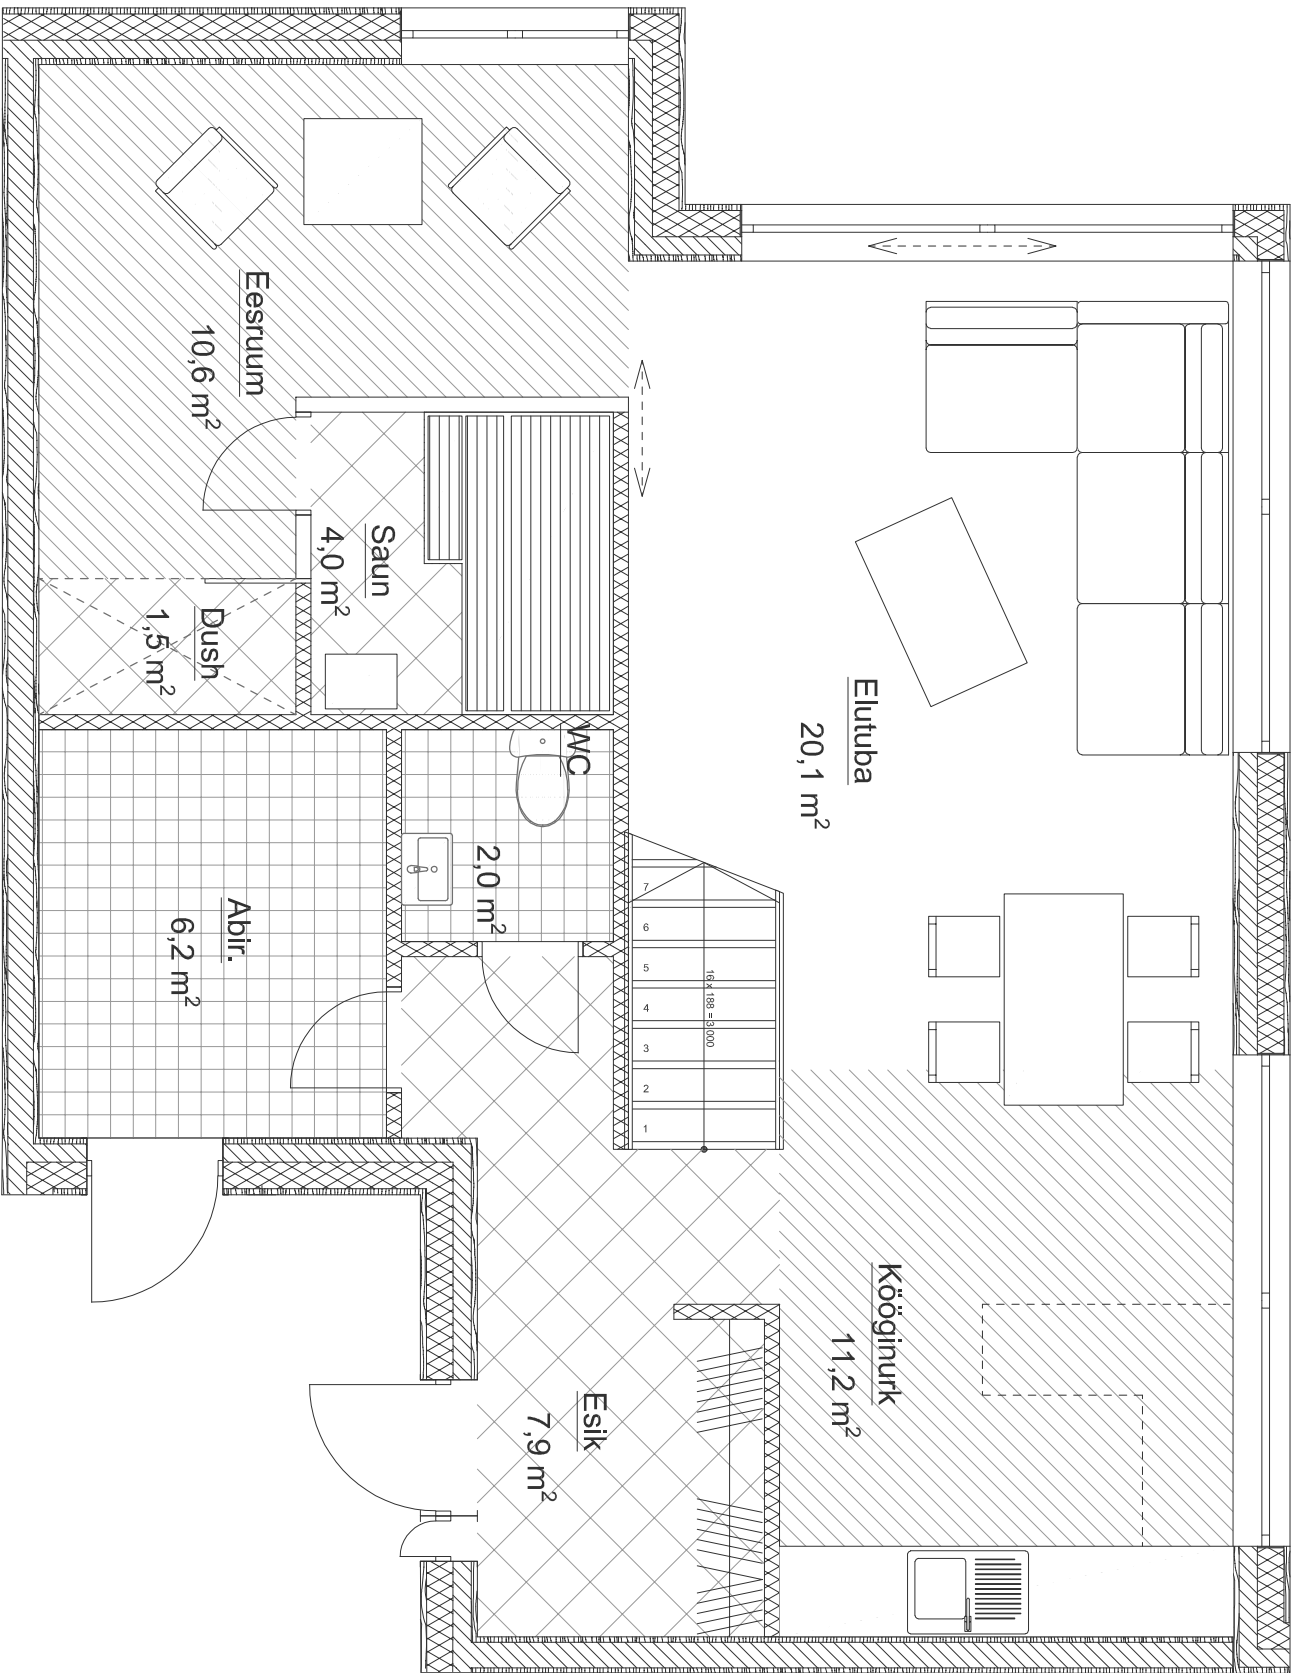 Eesruum
10,6 m²
Saun
4,0 m²
Dush
1,5 m²
WC
2,0 m²
Abir.
6,2 m²
Elutuba
20,1 m²
7
6
5
4
3
2
1
16 x 188 = 3 000
Kööginurk
11,2 m²
Esik
7,9 m²